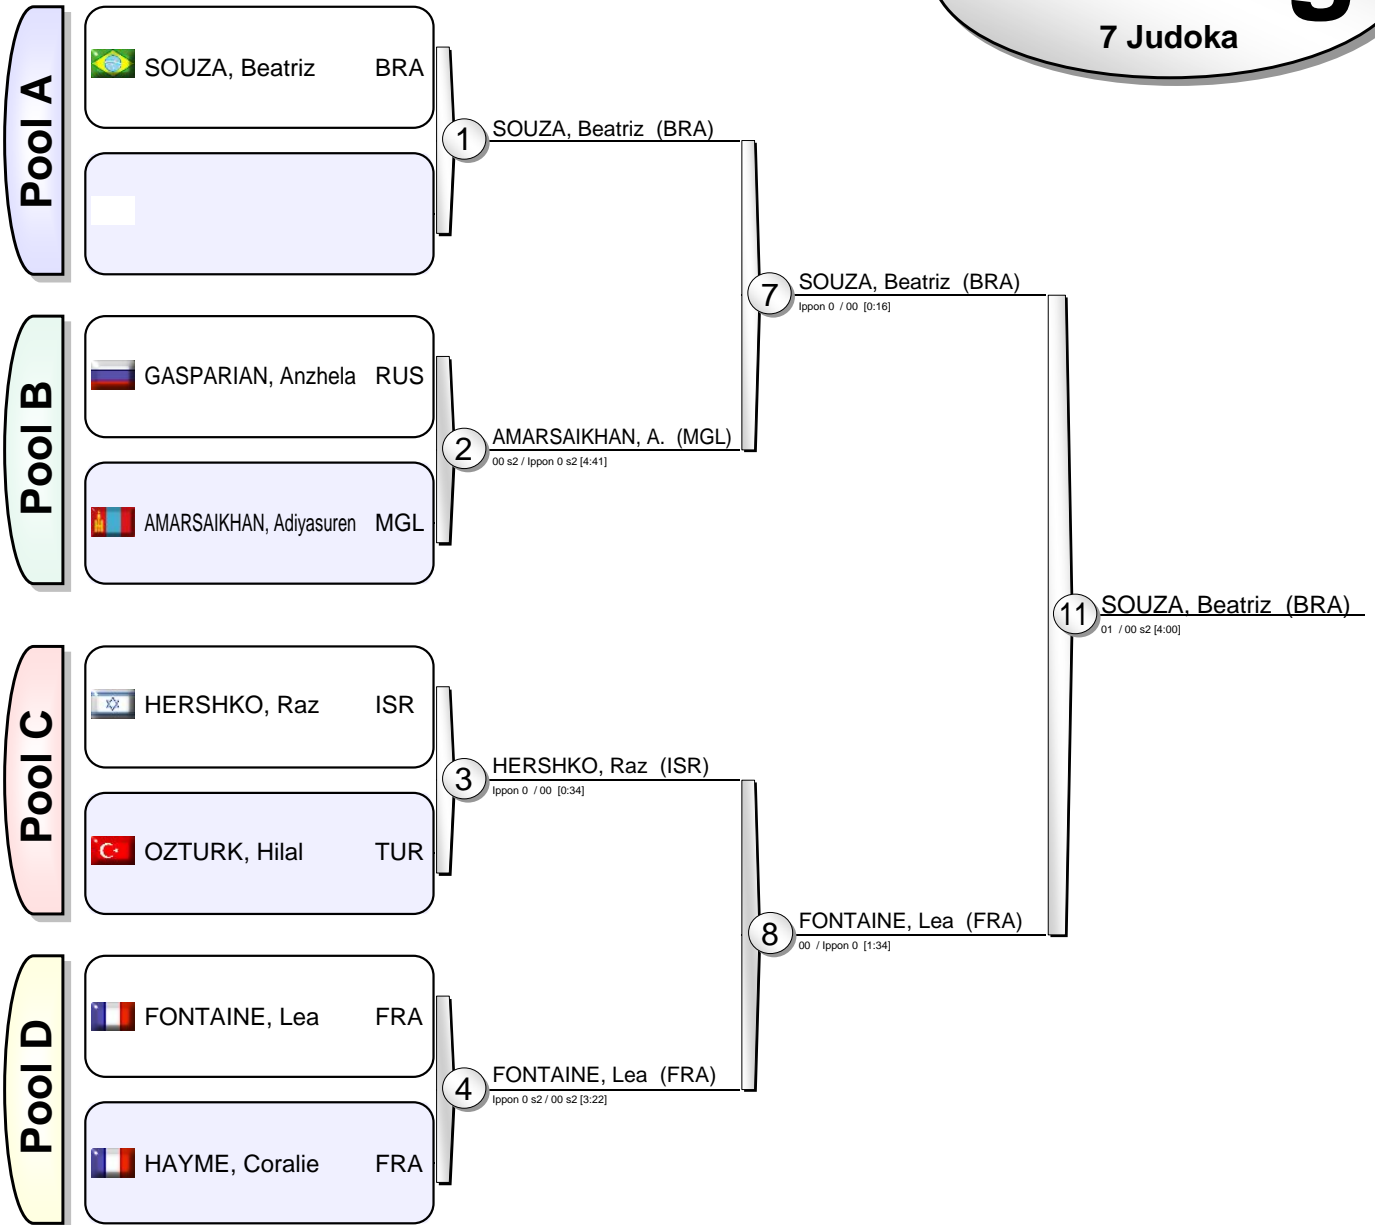 7 Judoka
Pool A
SOUZA, Beatriz BRA
1
SOUZA, Beatriz (BRA)
7
SOUZA, Beatriz (BRA)
Ippon 0 / 00 [0:16]
Pool B
GASPARIAN, Anzhela RUS
2
AMARSAIKHAN, A. (MGL)
00 s2 / Ippon 0 s2 [4:41]
AMARSAIKHAN, Adiyasuren MGL
11
SOUZA, Beatriz (BRA)
01 / 00 s2 [4:00]
Pool C
HERSHKO, Raz ISR
3
HERSHKO, Raz (ISR)
Ippon 0 / 00 [0:34]
OZTURK, Hilal TUR
8
FONTAINE, Lea (FRA)
00 / Ippon 0 [1:34]
Pool D
FONTAINE, Lea FRA
4
FONTAINE, Lea (FRA)
Ippon 0 s2 / 00 s2 [3:22]
HAYME, Coralie FRA